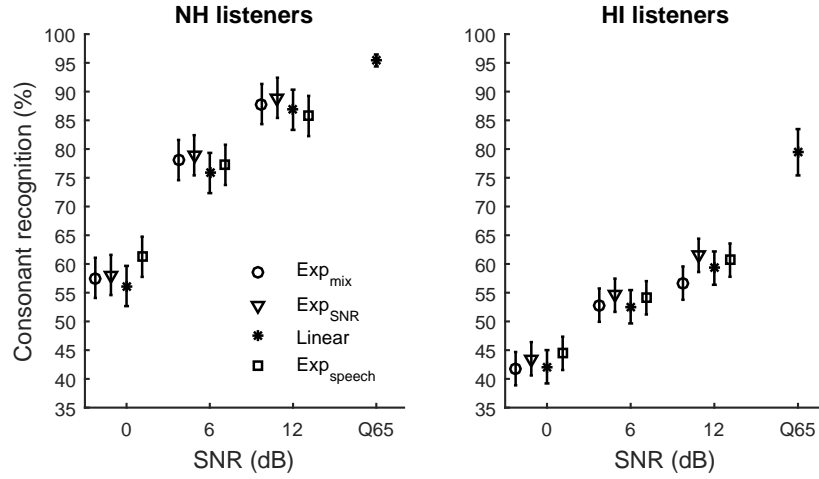 NH listeners
HI listeners
Consonant recognition (%)
100
95
90
85
80
75
70
65
60
55
50
45
40
35
Exp_mix
Exp_SNR
Linear
Exp_speech
0 6 12 Q65
SNR (dB)
100
95
90
85
80
75
70
65
60
55
50
45
40
35
0 6 12 Q65
SNR (dB)